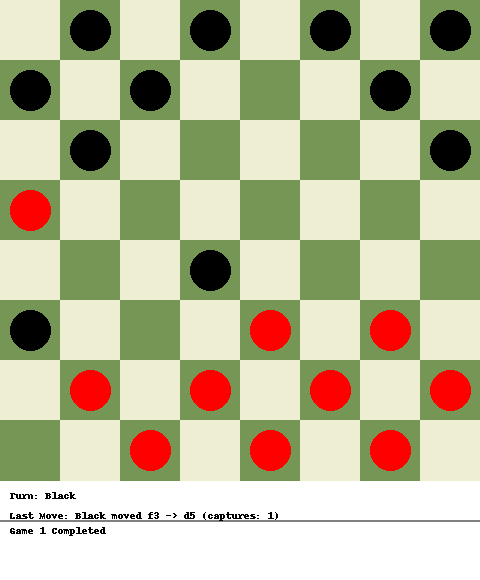 Turn: Black
Last Move: Black moved f3 -> d5 (captures: 1)
Game 1 Completed